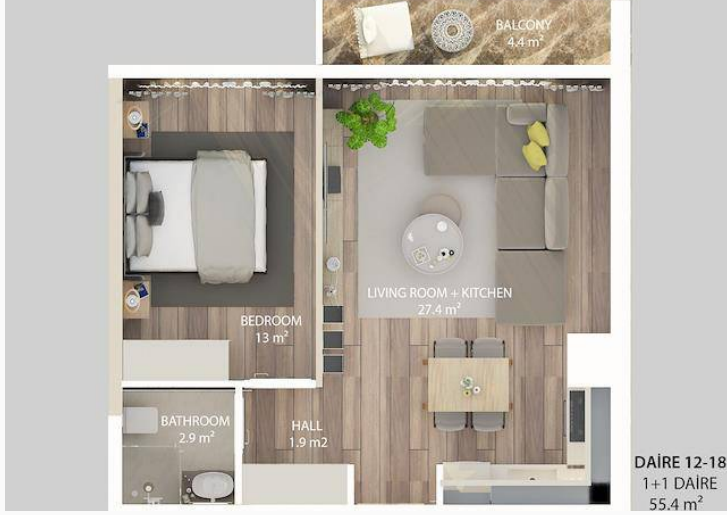 BALCONY
4.4 m²
LIVING ROOM + KITCHEN
27.4 m²
BEDROOM
13 m²
BATHROOM
2.9 m²
HALL
1.9 m2
DAİRE 12-18
1+1 DAİRE
55.4 m²